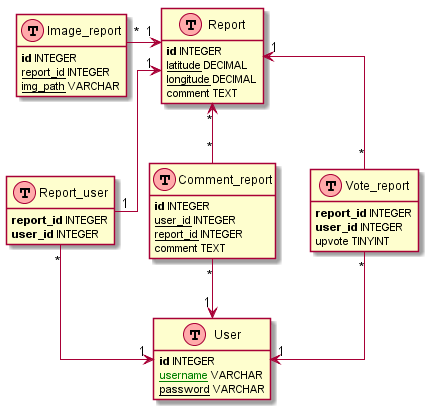 T Image_report
id INTEGER
report_id INTEGER
img_path VARCHAR
* 1
T Report
id INTEGER
latitude DECIMAL
longitude DECIMAL
comment TEXT
1
1
*
*
*
T Report_user
report_id INTEGER
user_id INTEGER
1
T Comment_report
id INTEGER
user_id INTEGER
report_id INTEGER
comment TEXT
T Vote_report
report_id INTEGER
user_id INTEGER
upvote TINYINT
*
*
*
1
1
1
T User
id INTEGER
username VARCHAR
password VARCHAR